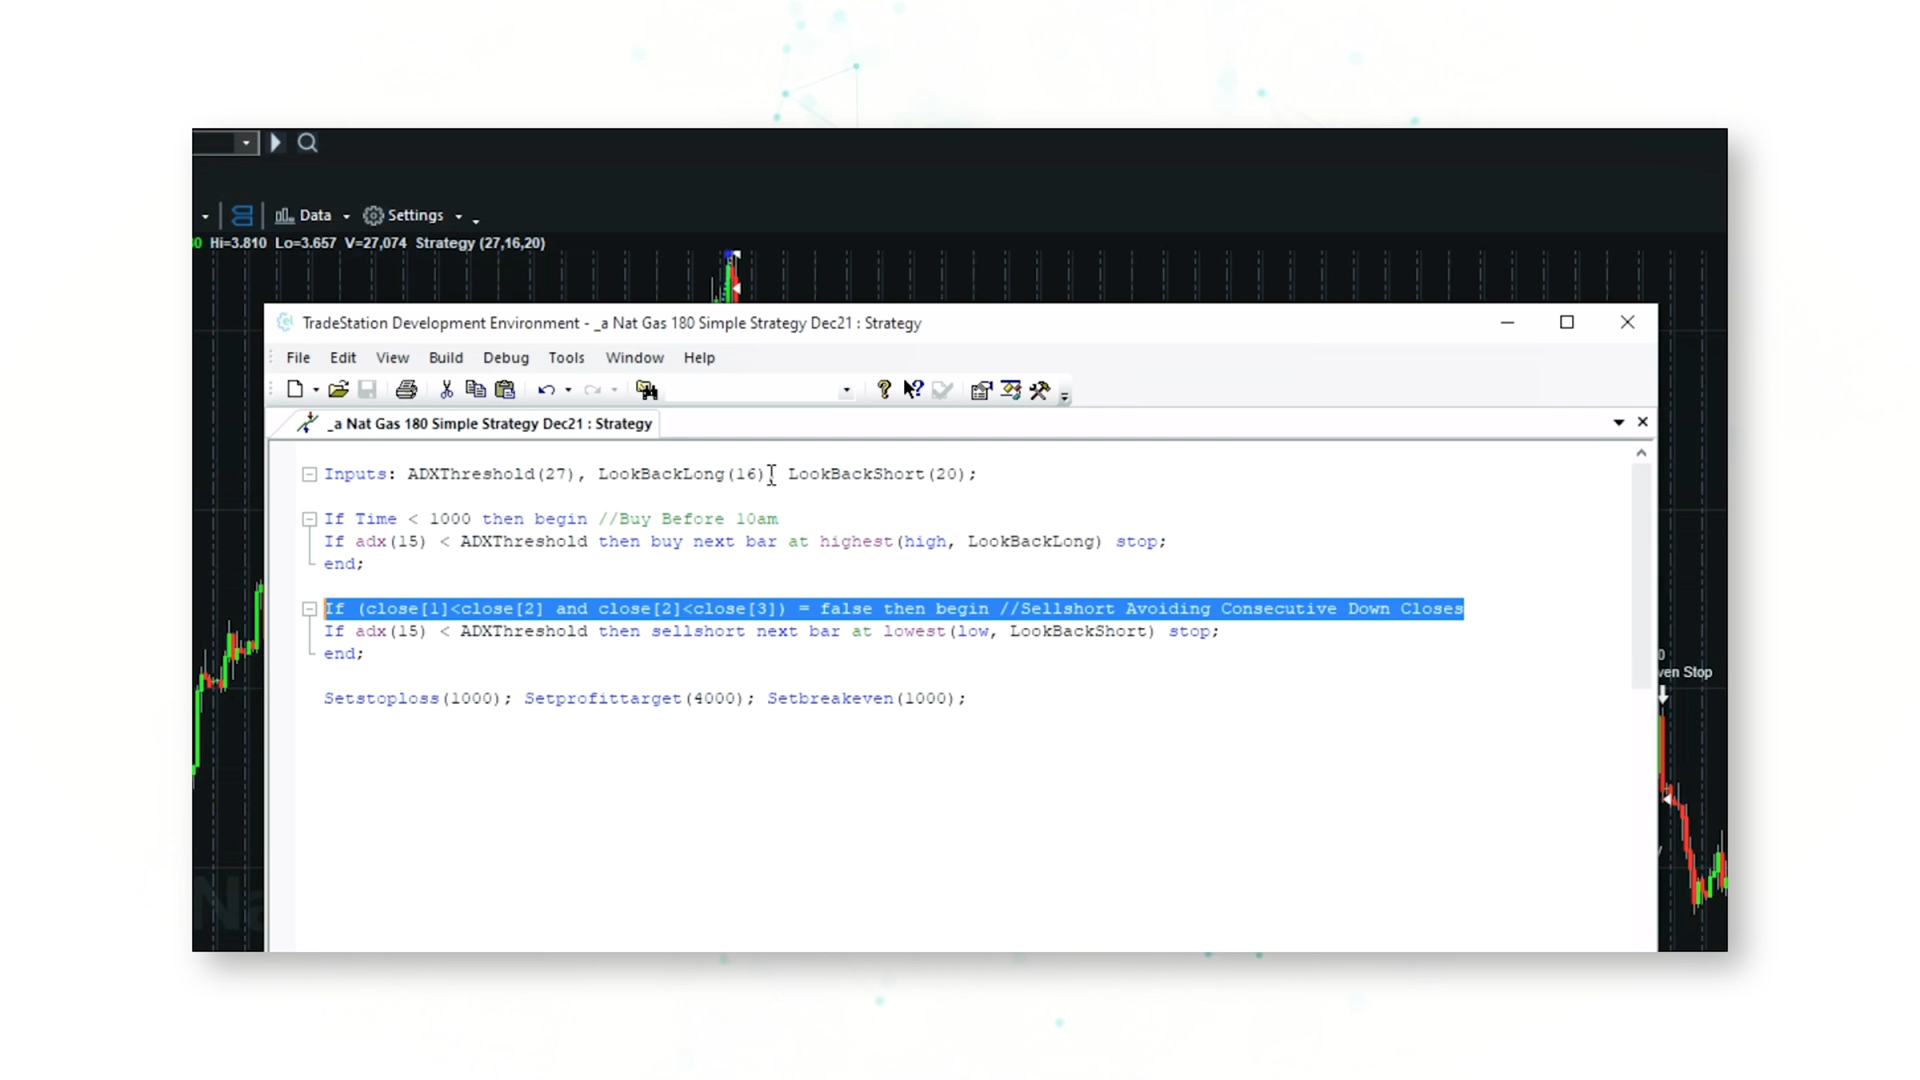 Data
Settings
0 Hi=3.810 Lo=3.657 V=27,074 Strategy (27,16,20)
TradeStation Development Environment - _a Nat Gas 180 Simple Strategy Dec21 : Strategy
File Edit View Build Debug Tools Window Help
_a Nat Gas 180 Simple Strategy Dec21 : Strategy
Inputs: ADXThreshold(27), LookBackLong(16) LookBackShort(20);
If Time < 1000 then begin //Buy Before 10am
If adx(15) < ADXThreshold then buy next bar at highest(high, LookBackLong) stop;
end;
If (close[1]<close[2] and close[2]<close[3]) = false then begin //Sellshort Avoiding Consecutive Down Closes
If adx(15) < ADXThreshold then sellshort next bar at lowest(low, LookBackShort) stop;
end;
Setstoploss(1000); Setprofittarget(4000); Setbreakeven(1000);
0
ven Stop
Na